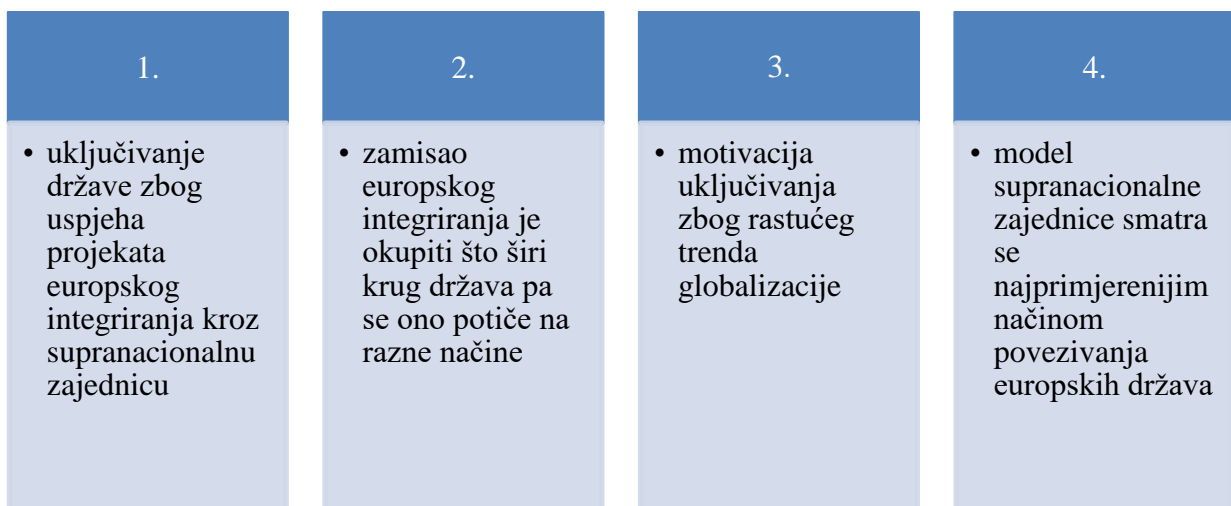 1.
• uključivanje
države zbog
uspjeha
projekata
europskog
integriranja kroz
supranacionalnu
zajednicu
2.
• zamisao
europskog
integriranja je
okupiti što širi
krug država pa
se ono potiče na
razne načine
3.
• motivacija
uključivanja
zbog rastućeg
trenda
globalizacije
4.
• model
supranacionalne
zajednice smatra
se
najprimjerenijim
načinom
povezivanja
europskih država